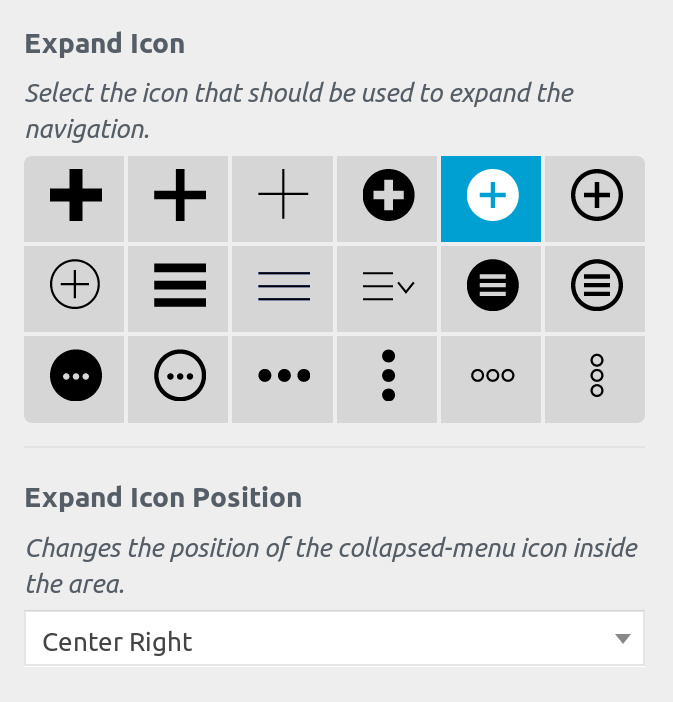 Expand Icon
Select the icon that should be used to expand the
navigation.
Expand Icon Position
Changes the position of the collapsed-menu icon inside
the area.
Center Right